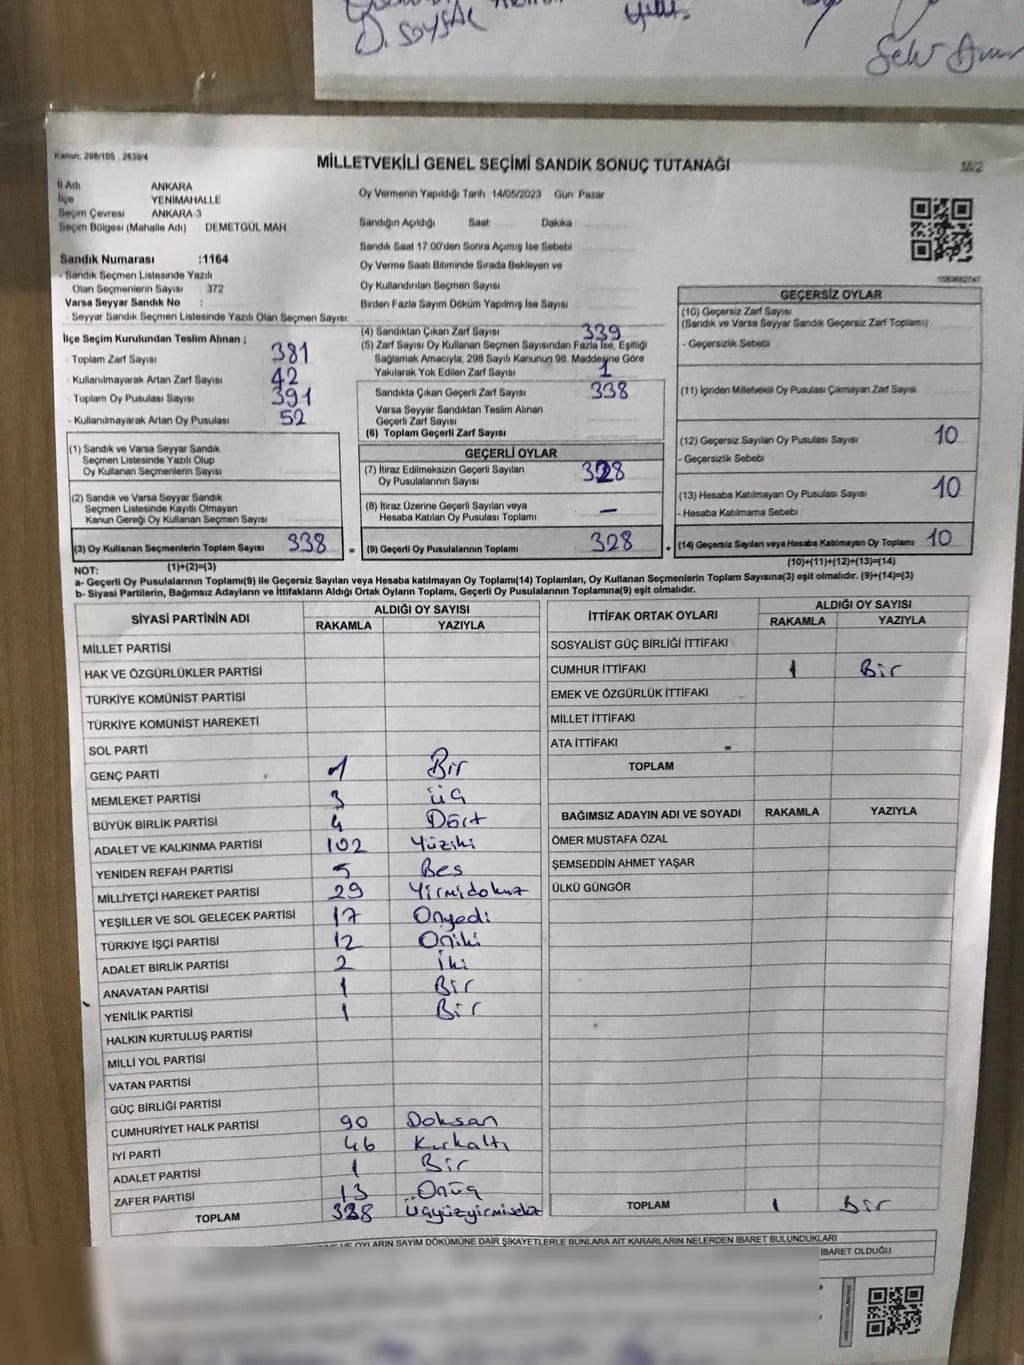 D. SOYSAL
Kanun: 298/105 : 2839/4
MİLLETVEKİLİ GENEL SEÇİMİ SANDIK SONUÇ TUTANAĞI
M/2
İl Adı ANKARA
İlçe YENİMAHALLE
Seçim Çevresi ANKARA 3
Seçim Bölgesi (Mahalle Adı) DEMETGÜL MAH
Sandık Numarası :1164
- Sandık Seçmen Listesinde Yazılı
Olan Seçmenlerin Sayısı 372
Varsa Seyyar Sandık No :
- Seyyar Sandık Seçmen Listesinde Yazılı Olan Seçmen Sayısı:
İlçe Seçim Kurulundan Teslim Alınan ;
- Toplam Zarf Sayısı 381
- Kullanılmayarak Artan Zarf Sayısı 42
- Toplam Oy Pusulası Sayısı 391
- Kullanılmayarak Artan Oy Pusulası 52
(1) Sandık ve Varsa Seyyar Sandık
Seçmen Listesinde Yazılı Olup
Oy Kullanan Seçmenlerin Sayısı
(2) Sandık ve Varsa Seyyar Sandık
Seçmen Listesinde Kayıtlı Olmayan
Kanun Gereği Oy Kullanan Seçmen Sayısı
(3) Oy Kullanan Seçmenlerin Toplam Sayısı 338 =
(1)+(2)=(3)
Oy Vermenin Yapıldığı Tarih :14/05/2023 Gün Pazar
Sandığın Açıldığı Saat Dakika
Sandık Saat 17:00'den Sonra Açımış İse Sebebi
Oy Verme Saati Bitiminde Sırada Bekleyen ve
Oy Kullandırılan Seçmen Sayısı
Birden Fazla Sayım Döküm Yapılmış İse Sayısı
(4) Sandıktan Çıkan Zarf Sayısı 339
(5) Zarf Sayısı Oy Kullanan Seçmen Sayısından Fazla İse, Eşitliği
Sağlamak Amacıyla, 298 Sayılı Kanunun 98. Maddesine Göre
Yakılarak Yok Edilen Zarf Sayısı 1
Sandıkta Çıkan Geçerli Zarf Sayısı 338
Varsa Seyyar Sandıktan Teslim Alınan
Geçerli Zarf Sayısı
(6) Toplam Geçerli Zarf Sayısı
GEÇERLİ OYLAR
(7) İtiraz Edilmeksizin Geçerli Sayılan
Oy Pusulalarının Sayısı 328
(8) İtiraz Üzerine Geçerli Sayılan veya
Hesaba Katılan Oy Pusulası Toplamı –
(9) Geçerli Oy Pusulalarının Toplamı 328 +
GEÇERSİZ OYLAR
(10) Geçersiz Zarf Sayısı
(Sandık ve Varsa Seyyar Sandık Geçersiz Zarf Toplamı)
- Geçersizlik Sebebi
(11) İçinden Milletvekili Oy Pusulası Çıkmayan Zarf Sayısı
(12) Geçersiz Sayılan Oy Pusulası Sayısı 10
- Geçersizlik Sebebi
(13) Hesaba Katılmayan Oy Pusulası Sayısı 10
- Hesaba Katılmama Sebebi
(14) Geçersiz Sayılan veya Hesaba Katılmayan Oy Toplamı 10
(10)+(11)+(12)+(13)=(14)
NOT:
a- Geçerli Oy Pusulalarının Toplamı(9) ile Geçersiz Sayılan veya Hesaba katılmayan Oy Toplamı(14) Toplamları, Oy Kullanan Seçmenlerin Toplam Sayısına(3) eşit olmalıdır. (9)+(14)=(3)
b- Siyasi Partilerin, Bağımsız Adayların ve İttifakların Aldığı Ortak Oyların Toplamı, Geçerli Oy Pusulalarının Toplamına(9) eşit olmalıdır.
SİYASİ PARTİNİN ADI ALDIĞI OY SAYISI
RAKAMLA YAZIYLA
MİLLET PARTİSİ
HAK VE ÖZGÜRLÜKLER PARTİSİ
TÜRKİYE KOMÜNİST PARTİSİ
TÜRKİYE KOMÜNİST HAREKETİ
SOL PARTİ
GENÇ PARTİ 1 Bir
MEMLEKET PARTİSİ 3 üç
BÜYÜK BİRLİK PARTİSİ 4 Dört
ADALET VE KALKINMA PARTİSİ 102 Yüziki
YENİDEN REFAH PARTİSİ 5 Bes
MİLLİYETÇİ HAREKET PARTİSİ 29 Yirmidokuz
YEŞİLLER VE SOL GELECEK PARTİSİ 17 Onyedi
TÜRKİYE İŞÇİ PARTİSİ 12 Oniki
ADALET BİRLİK PARTİSİ 2 İki
ANAVATAN PARTİSİ 1 Bir
YENİLİK PARTİSİ 1 Bir
HALKIN KURTULUŞ PARTİSİ
MİLLİ YOL PARTİSİ
VATAN PARTİSİ
GÜÇ BİRLİĞİ PARTİSİ
CUMHURİYET HALK PARTİSİ 90 Doksan
İYİ PARTİ 46 Kırkaltı
ADALET PARTİSİ 1 Bir
ZAFER PARTİSİ 13 Onüç
TOPLAM 328 Üçyüzyirmisekiz
İTTİFAK ORTAK OYLARI ALDIĞI OY SAYISI
RAKAMLA YAZIYLA
SOSYALİST GÜÇ BİRLİĞİ İTTİFAKI
CUMHUR İTTİFAKI 1 Bir
EMEK VE ÖZGÜRLÜK İTTİFAKI
MİLLET İTTİFAKI
ATA İTTİFAKI
TOPLAM
BAĞIMSIZ ADAYIN ADI VE SOYADI RAKAMLA YAZIYLA
ÖMER MUSTAFA ÖZAL
ŞEMSEDDİN AHMET YAŞAR
ÜLKÜ GÜNGÖR
TOPLAM 1 Bir
VE OYLARIN SAYIM DÖKÜMÜNE DAİR ŞİKAYETLERLE BUNLARA AİT KARARLARIN NELERDEN İBARET BULUNDUKLARI
İBARET OLDUĞU